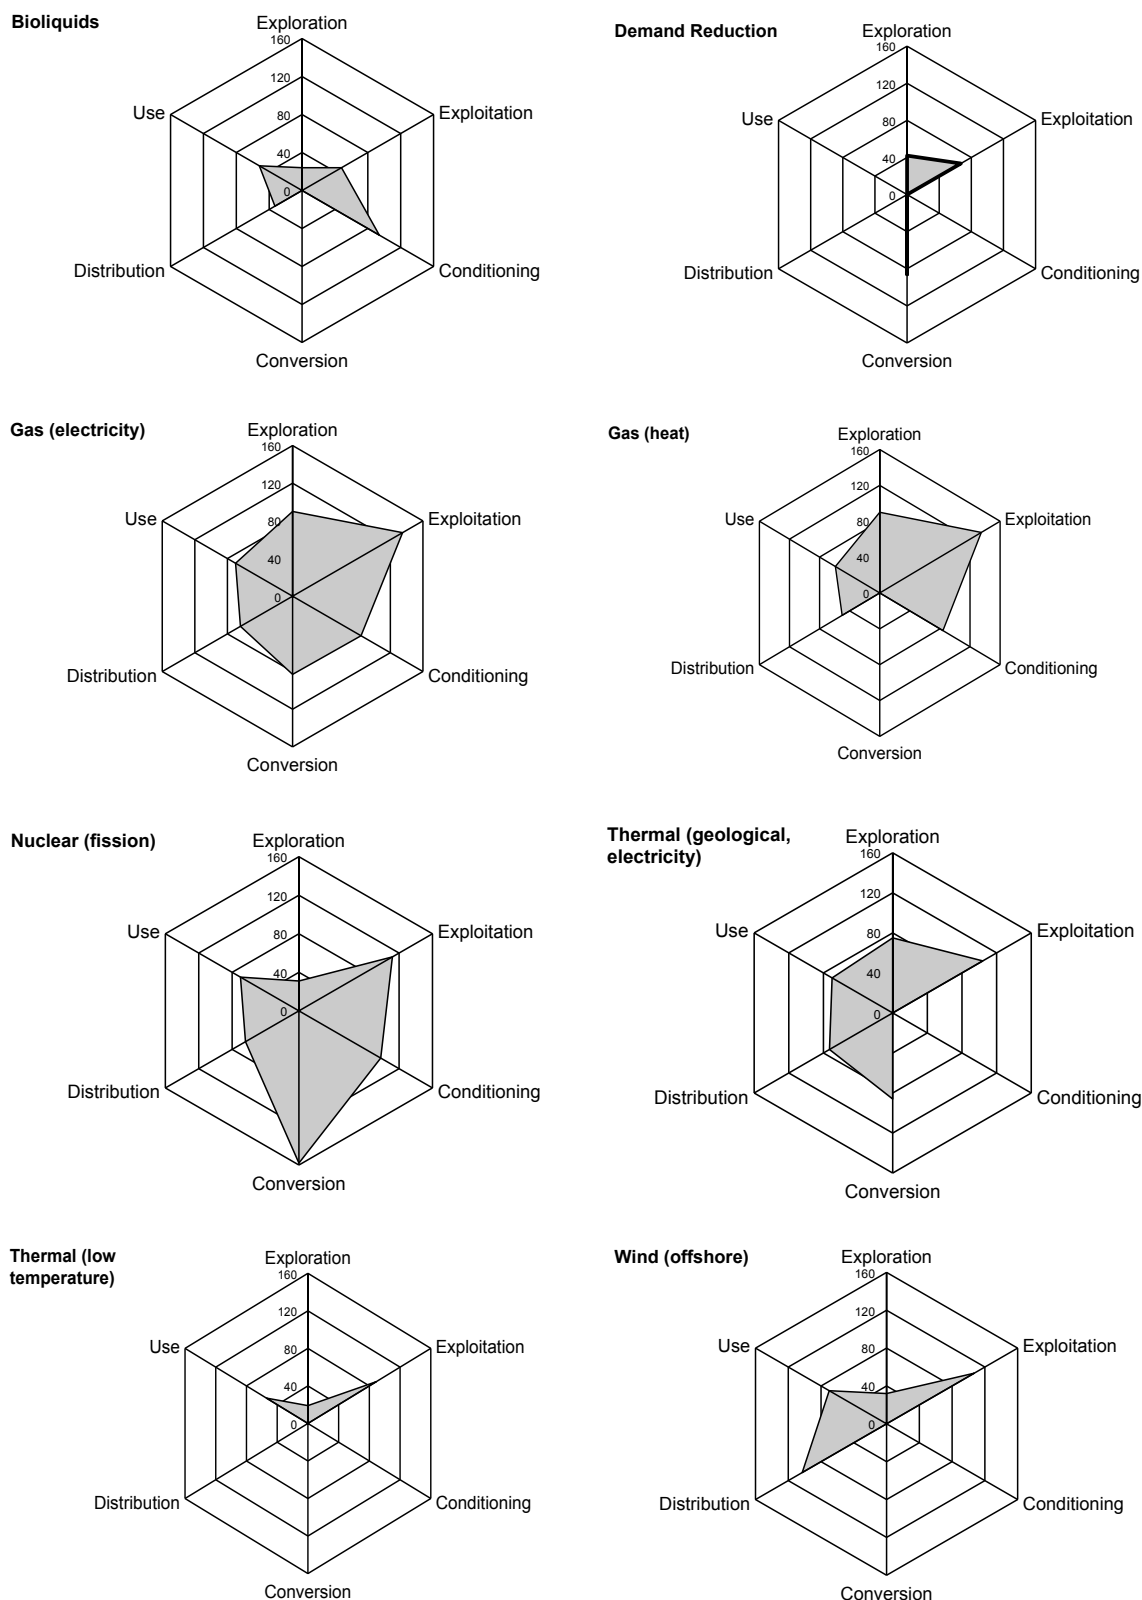 Bioliquids
Exploration
160
120
80
40
0
Use
Exploitation
Distribution
Conditioning
Conversion
Demand Reduction
Exploration
160
120
80
40
0
Use
Exploitation
Distribution
Conditioning
Conversion
Gas (electricity)
Exploration
160
120
80
40
0
Use
Exploitation
Distribution
Conditioning
Conversion
Gas (heat)
Exploration
160
120
80
40
0
Use
Exploitation
Distribution
Conditioning
Conversion
Nuclear (fission)
Exploration
160
120
80
40
0
Use
Exploitation
Distribution
Conditioning
Conversion
Thermal (geological,
electricity)
Exploration
160
120
80
40
0
Use
Exploitation
Distribution
Conditioning
Conversion
Thermal (low
temperature)
Exploration
160
120
80
40
0
Use
Exploitation
Distribution
Conditioning
Conversion
Wind (offshore)
Exploration
160
120
80
40
0
Use
Exploitation
Distribution
Conditioning
Conversion